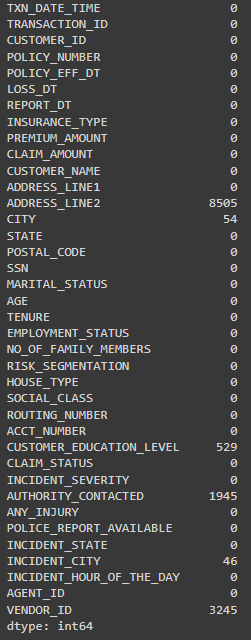 TXN_DATE_TIME 0
TRANSACTION_ID 0
CUSTOMER_ID 0
POLICY_NUMBER 0
POLICY_EFF_DT 0
LOSS_DT 0
REPORT_DT 0
INSURANCE_TYPE 0
PREMIUM_AMOUNT 0
CLAIM_AMOUNT 0
CUSTOMER_NAME 0
ADDRESS_LINE1 0
ADDRESS_LINE2 8505
CITY 54
STATE 0
POSTAL_CODE 0
SSN 0
MARITAL_STATUS 0
AGE 0
TENURE 0
EMPLOYMENT_STATUS 0
NO_OF_FAMILY_MEMBERS 0
RISK_SEGMENTATION 0
HOUSE_TYPE 0
SOCIAL_CLASS 0
ROUTING_NUMBER 0
ACCT_NUMBER 0
CUSTOMER_EDUCATION_LEVEL 529
CLAIM_STATUS 0
INCIDENT_SEVERITY 0
AUTHORITY_CONTACTED 1945
ANY_INJURY 0
POLICE_REPORT_AVAILABLE 0
INCIDENT_STATE 0
INCIDENT_CITY 46
INCIDENT_HOUR_OF_THE_DAY 0
AGENT_ID 0
VENDOR_ID 3245
dtype: int64